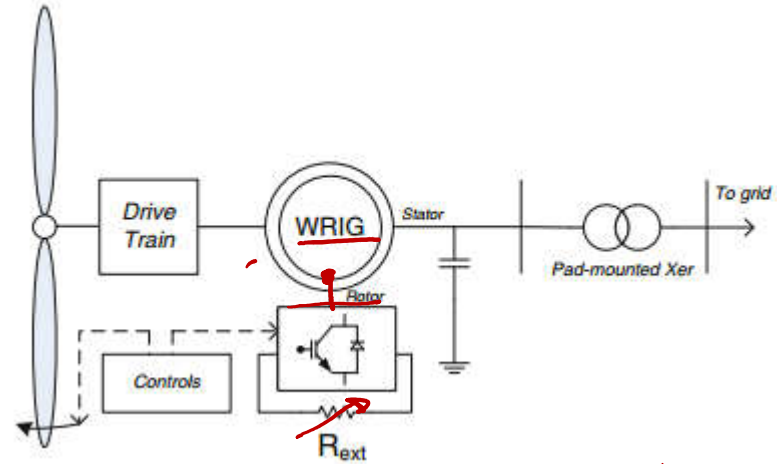 Drive
Train
WRIG
Stator
To grid
Pad-mounted Xer
Rotor
Controls
Rext